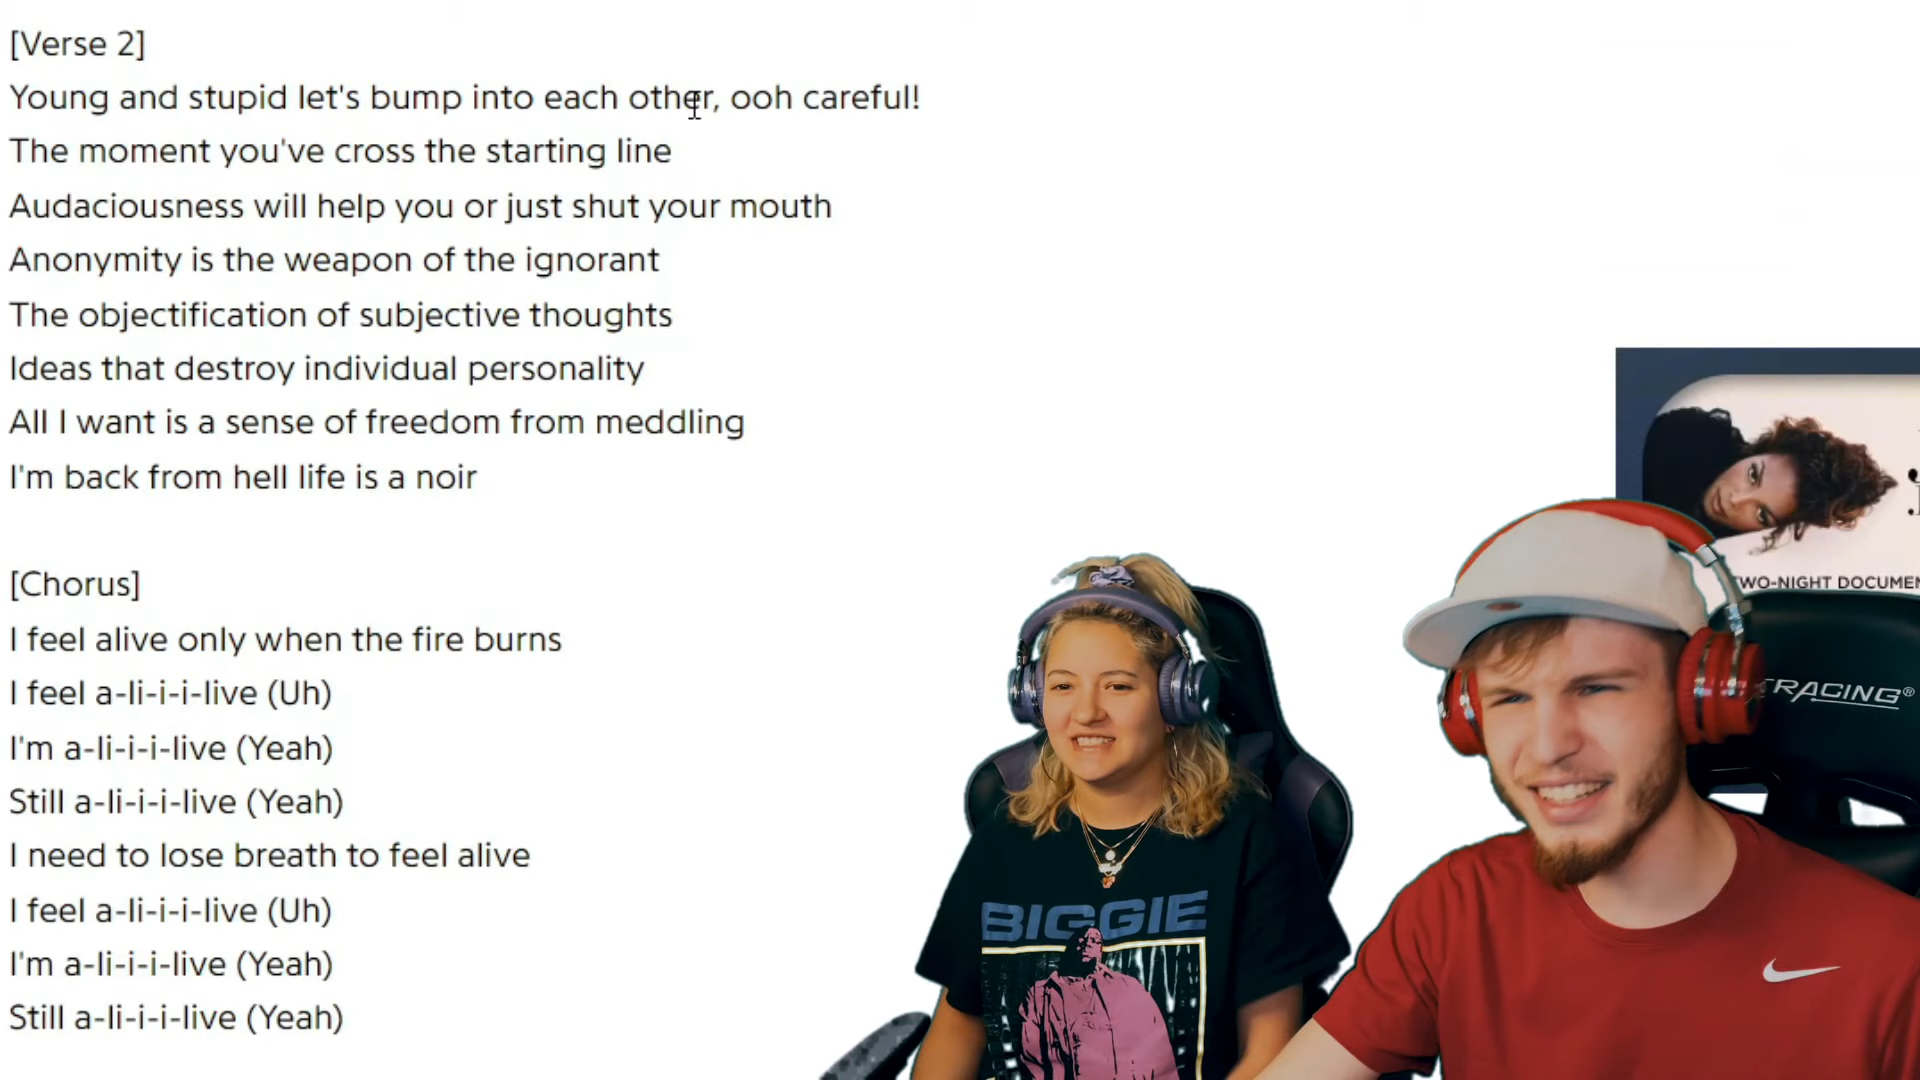 [Verse 2]
Young and stupid let's bump into each other, ooh careful!
The moment you've cross the starting line
Audaciousness will help you or just shut your mouth
Anonymity is the weapon of the ignorant
The objectification of subjective thoughts
Ideas that destroy individual personality
All I want is a sense of freedom from meddling
I'm back from hell life is a noir
[Chorus]
I feel alive only when the fire burns
I feel a-li-i-i-live (Uh)
I'm a-li-i-i-live (Yeah)
Still a-li-i-i-live (Yeah)
I need to lose breath to feel alive
I feel a-li-i-i-live (Uh)
I'm a-li-i-i-live (Yeah)
Still a-li-i-i-live (Yeah)
TWO-NIGHT
RACING®
BIGGIE